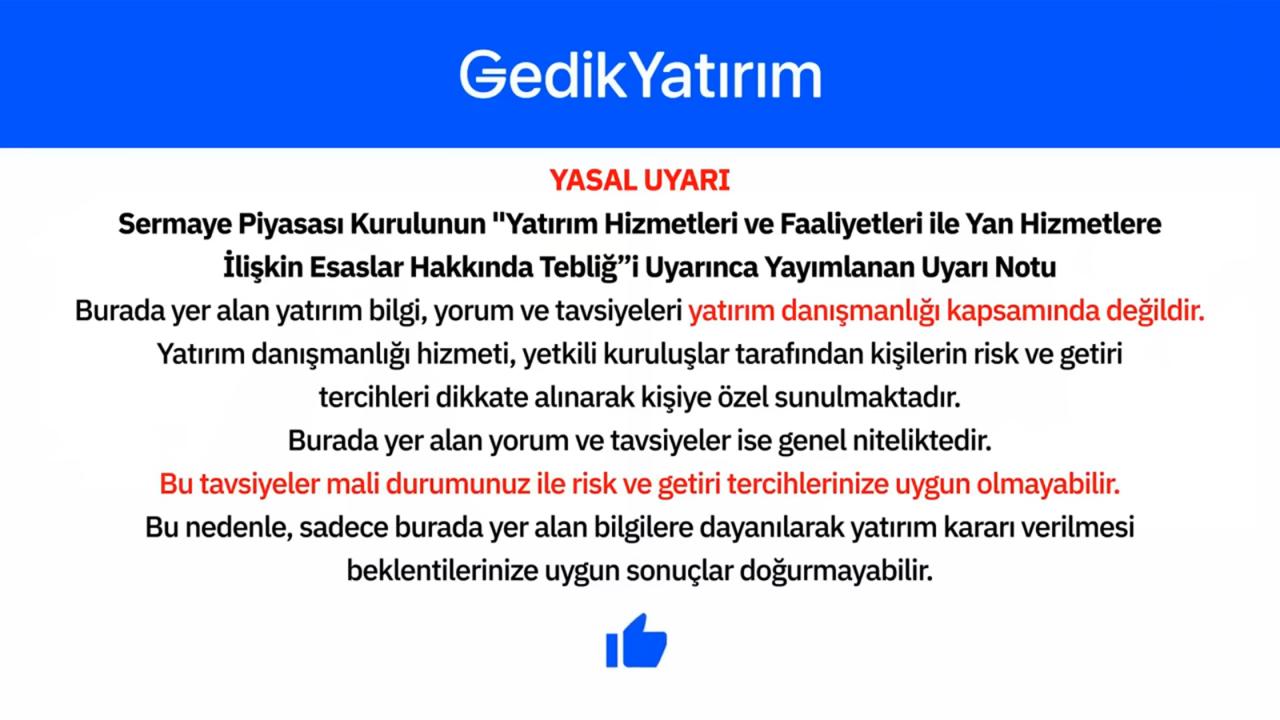 GedikYatırım
YASAL UYARI
Sermaye Piyasası Kurulunun "Yatırım Hizmetleri ve Faaliyetleri ile Yan Hizmetlere
İlişkin Esaslar Hakkında Tebliğ”i Uyarınca Yayımlanan Uyarı Notu
Burada yer alan yatırım bilgi, yorum ve tavsiyeleri yatırım danışmanlığı kapsamında değildir.
Yatırım danışmanlığı hizmeti, yetkili kuruluşlar tarafından kişilerin risk ve getiri
tercihleri dikkate alınarak kişiye özel sunulmaktadır.
Burada yer alan yorum ve tavsiyeler ise genel niteliktedir.
Bu tavsiyeler mali durumunuz ile risk ve getiri tercihlerinize uygun olmayabilir.
Bu nedenle, sadece burada yer alan bilgilere dayanılarak yatırım kararı verilmesi
beklentilerinize uygun sonuçlar doğurmayabilir.